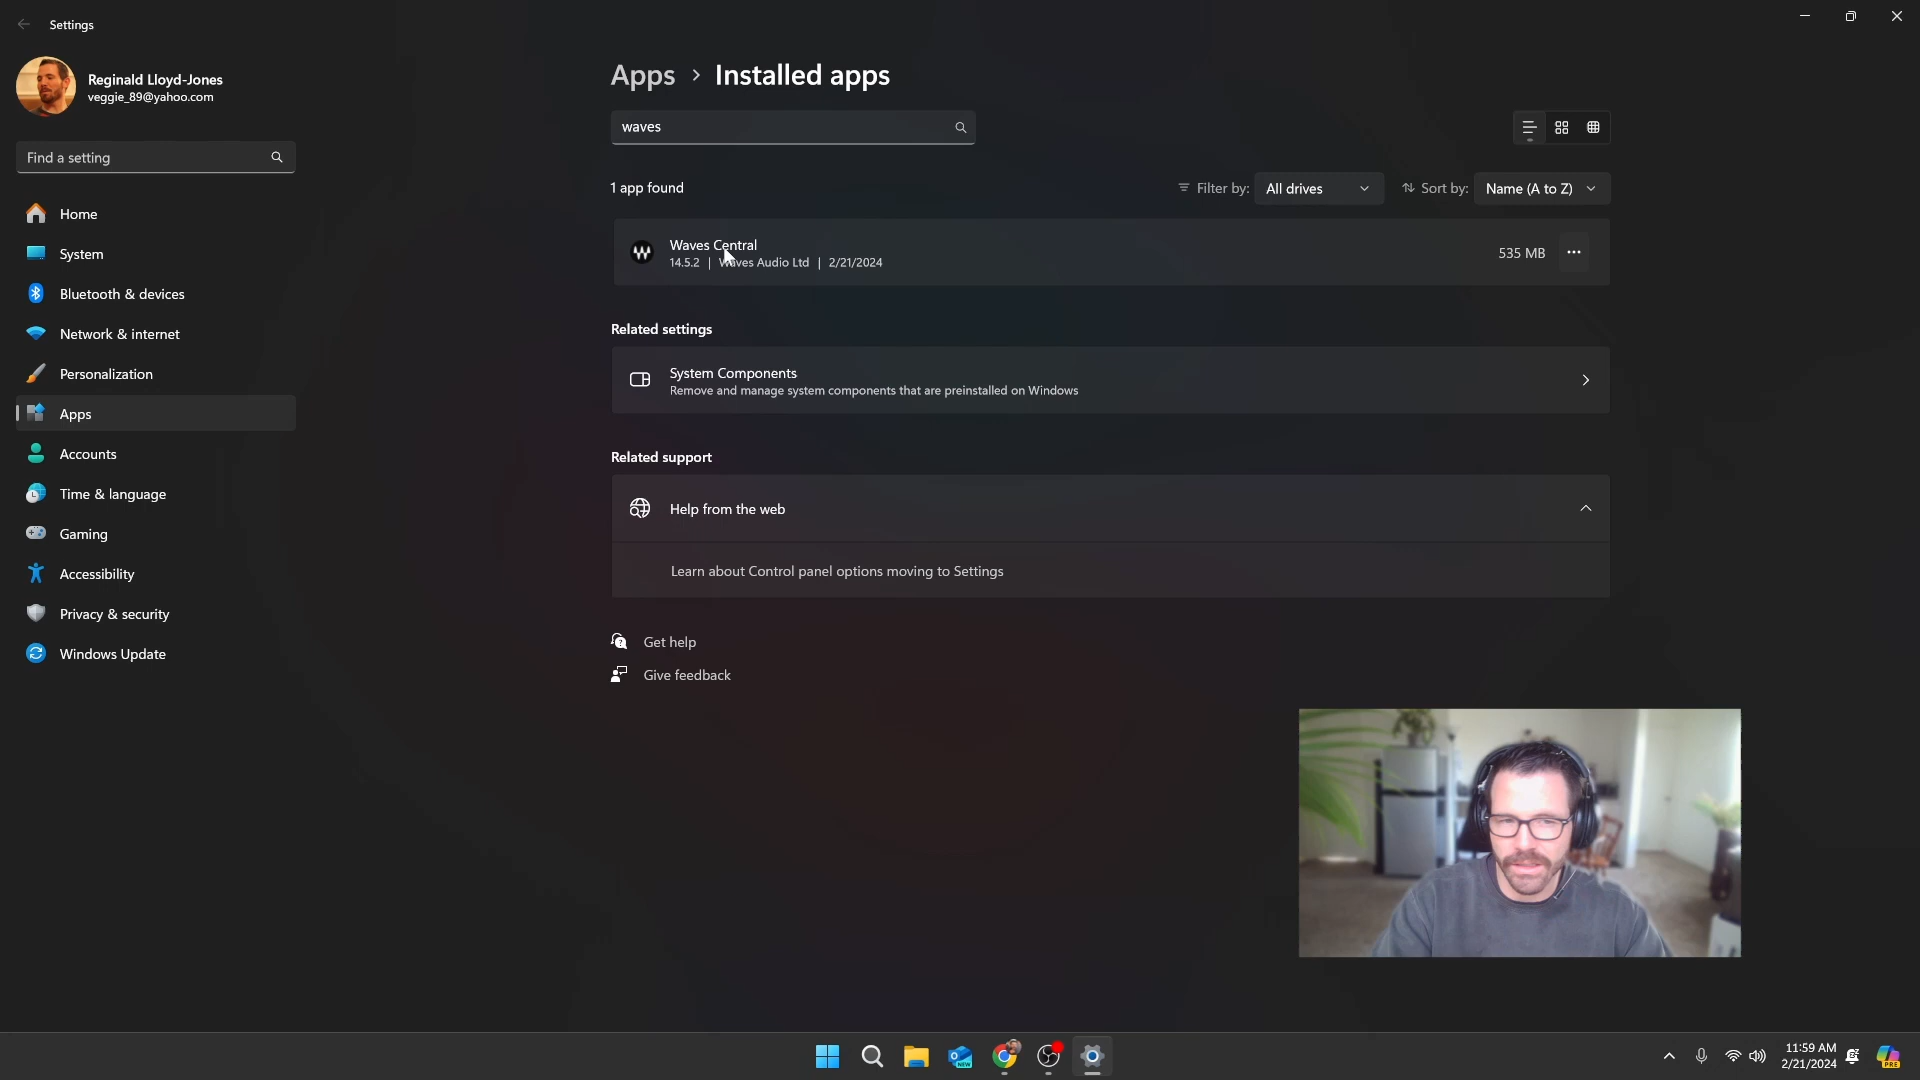 Settings
Reginald Lloyd-Jones
veggie_89@yahoo.com
Find a setting
Home
System
Bluetooth & devices
Network & internet
Personalization
Apps
Accounts
Time & language
Gaming
Accessibility
Privacy & security
Windows Update
Apps > Installed apps
waves
1 app found
Filter by: All drives
Sort by: Name (A to Z)
Waves Central
14.5.2 | Waves Audio Ltd | 2/21/2024
535 MB
Related settings
System Components
Remove and manage system components that are preinstalled on Windows
Related support
Help from the web
Learn about Control panel options moving to Settings
Get help
Give feedback
NEW
11:59 AM
2/21/2024
PRE